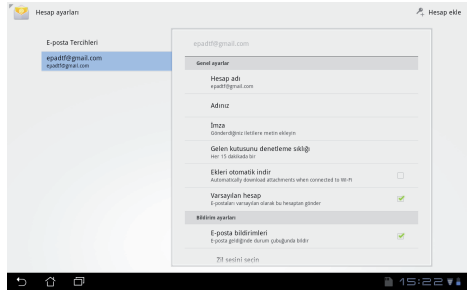 Hesap ayarları
Hesap ekle
E-posta Tercihleri
epadtf@gmail.com
epadtf@gmail.com
epadtf@gmail.com
Genel ayarlar
Hesap adı
epadtf@gmail.com
Adınız
İmza
Gönderdiğiniz iletilere metin ekleyin
Gelen kutusunu denetleme sıklığı
Her 15 dakikada bir
Ekleri otomatik indir
Automatically download attachments when connected to Wi-Fi
Varsayılan hesap
E-postaları varsayılan olarak bu hesaptan gönder
Bildirim ayarları
E-posta bildirimleri
E-posta geldiğinde durum çubuğunda bildir
Zil sesini seçin
15:22